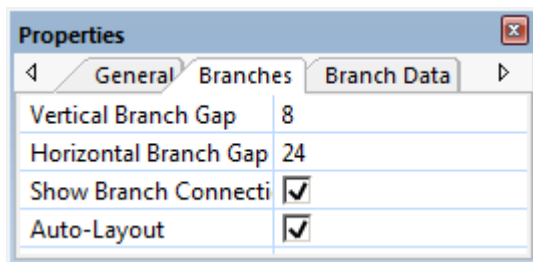 Properties
General Branches Branch Data
Vertical Branch Gap 8
Horizontal Branch Gap 24
Show Branch Connecti
Auto-Layout